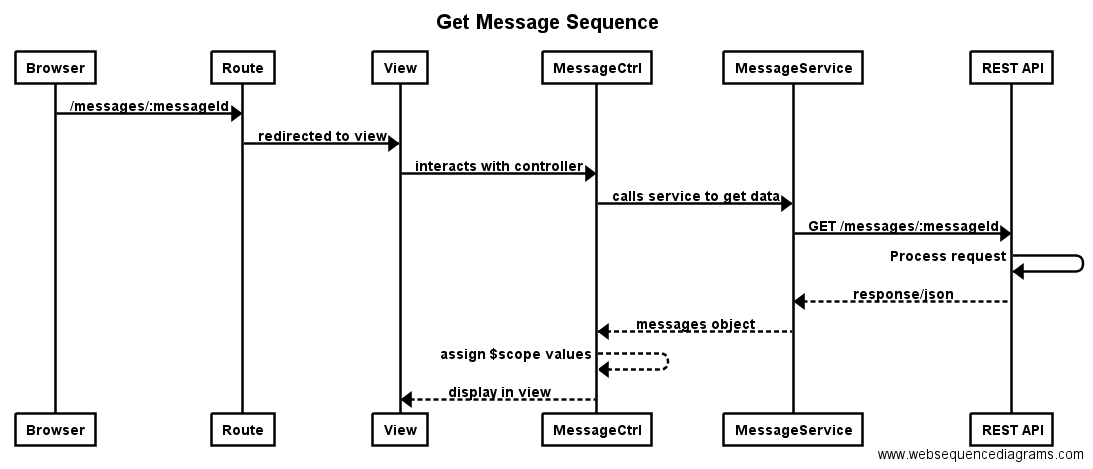 Get Message Sequence
Browser Route View MessageCtrl MessageService REST API
/messages/:messageId
redirected to view
interacts with controller
calls service to get data
GET /messages/:messageId
Process request
response/json
messages object
assign $scope values
display in view
Browser Route View MessageCtrl MessageService REST API
www.websequencediagrams.com